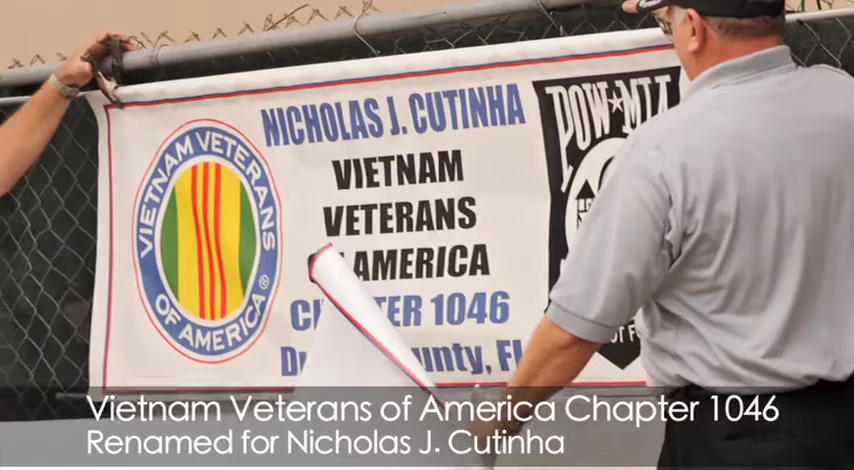 VIETNAM VETERANS
OF AMERICA ®
NICHOLAS J. CUTINHA
VIETNAM
VETERANS
AMERICA
1046
POW★MIA
Vietnam Veterans of America Chapter 1046
Renamed for Nicholas J. Cutinha